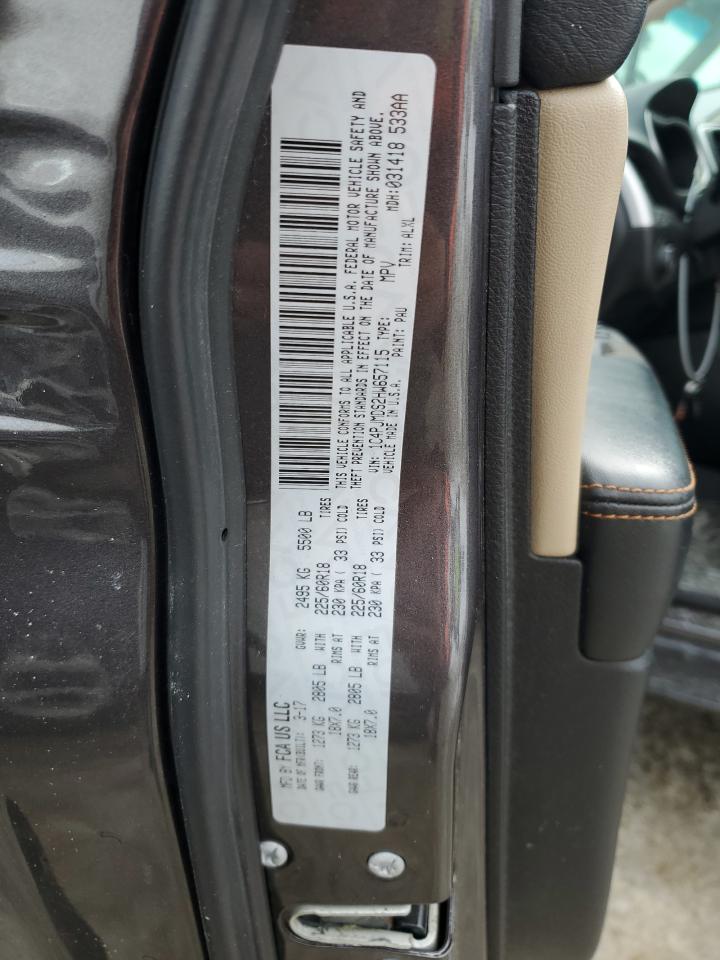 MFD BY FCA US LLC
DATE OF MFR(BUILT): 3-17 GVWR: 2495 KG 5500 LB
GAWR FRONT: 1273 KG 2805 LB WITH 225/60R18 TIRES
18X7.0 RIMS AT 230 KPA ( 33 PSI) COLD
GAWR REAR: 1273 KG 2805 LB WITH 225/60R18 TIRES
18X7.0 RIMS AT 230 KPA ( 33 PSI) COLD
THIS VEHICLE CONFORMS TO ALL APPLICABLE U.S.A. FEDERAL MOTOR VEHICLE SAFETY AND
THEFT PREVENTION STANDARDS IN EFFECT ON THE DATE OF MANUFACTURE SHOWN ABOVE.
VIN: 1C4PJMDS2HW657115 TYPE: MPV MDH:031418 533AA
VEHICLE MADE IN U.S.A. PAINT: PAU TRIM: ALXL